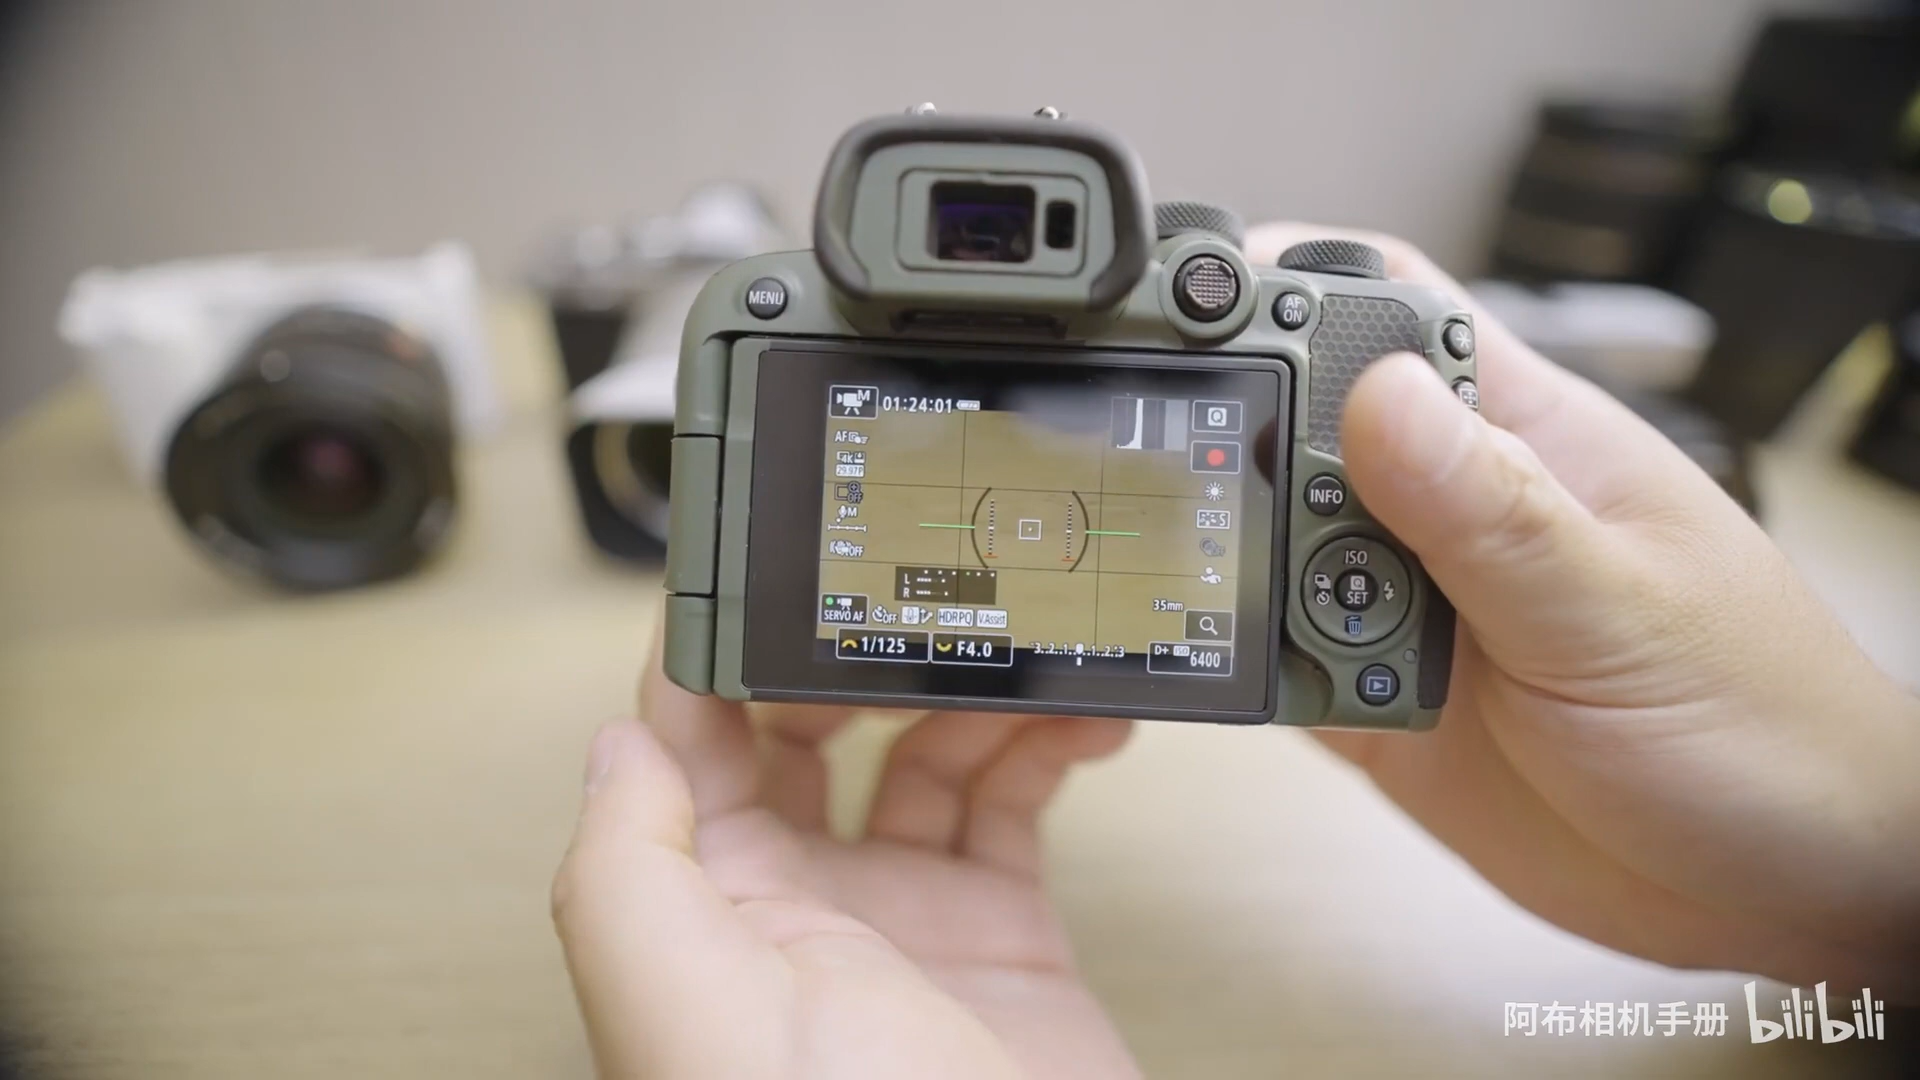 MENU
AF
ON
M
01:24:01
Q
AF
4K
29.97P
OFF
M
OFF
S
L
R
35mm
SERVO AF
OFF
HDRPQ
V.Assist
1/125
F4.0
3..2..1..0..1..2..3
D+ ISO
6400
INFO
ISO
Q
SET
阿布相机手册 bilibili